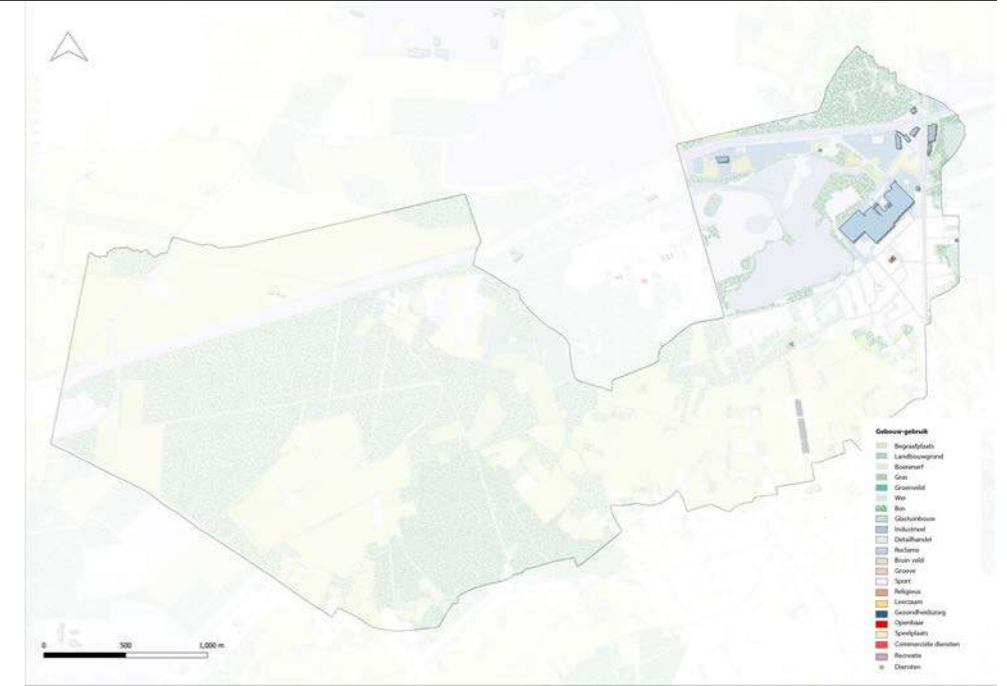 Gebouw-gebruik
Begraafplaats
Landbouwgrond
Boerenerf
Gras
Groenveld
Wei
Bos
Glastuinbouw
Industrieel
Detailhandel
Reclame
Bruin veld
Groeve
Sport
Religieus
Leerzaam
Gezondheidszorg
Openbaar
Speelplaats
Commerciële diensten
Recreatie
Diensten
0 500 1,000 m